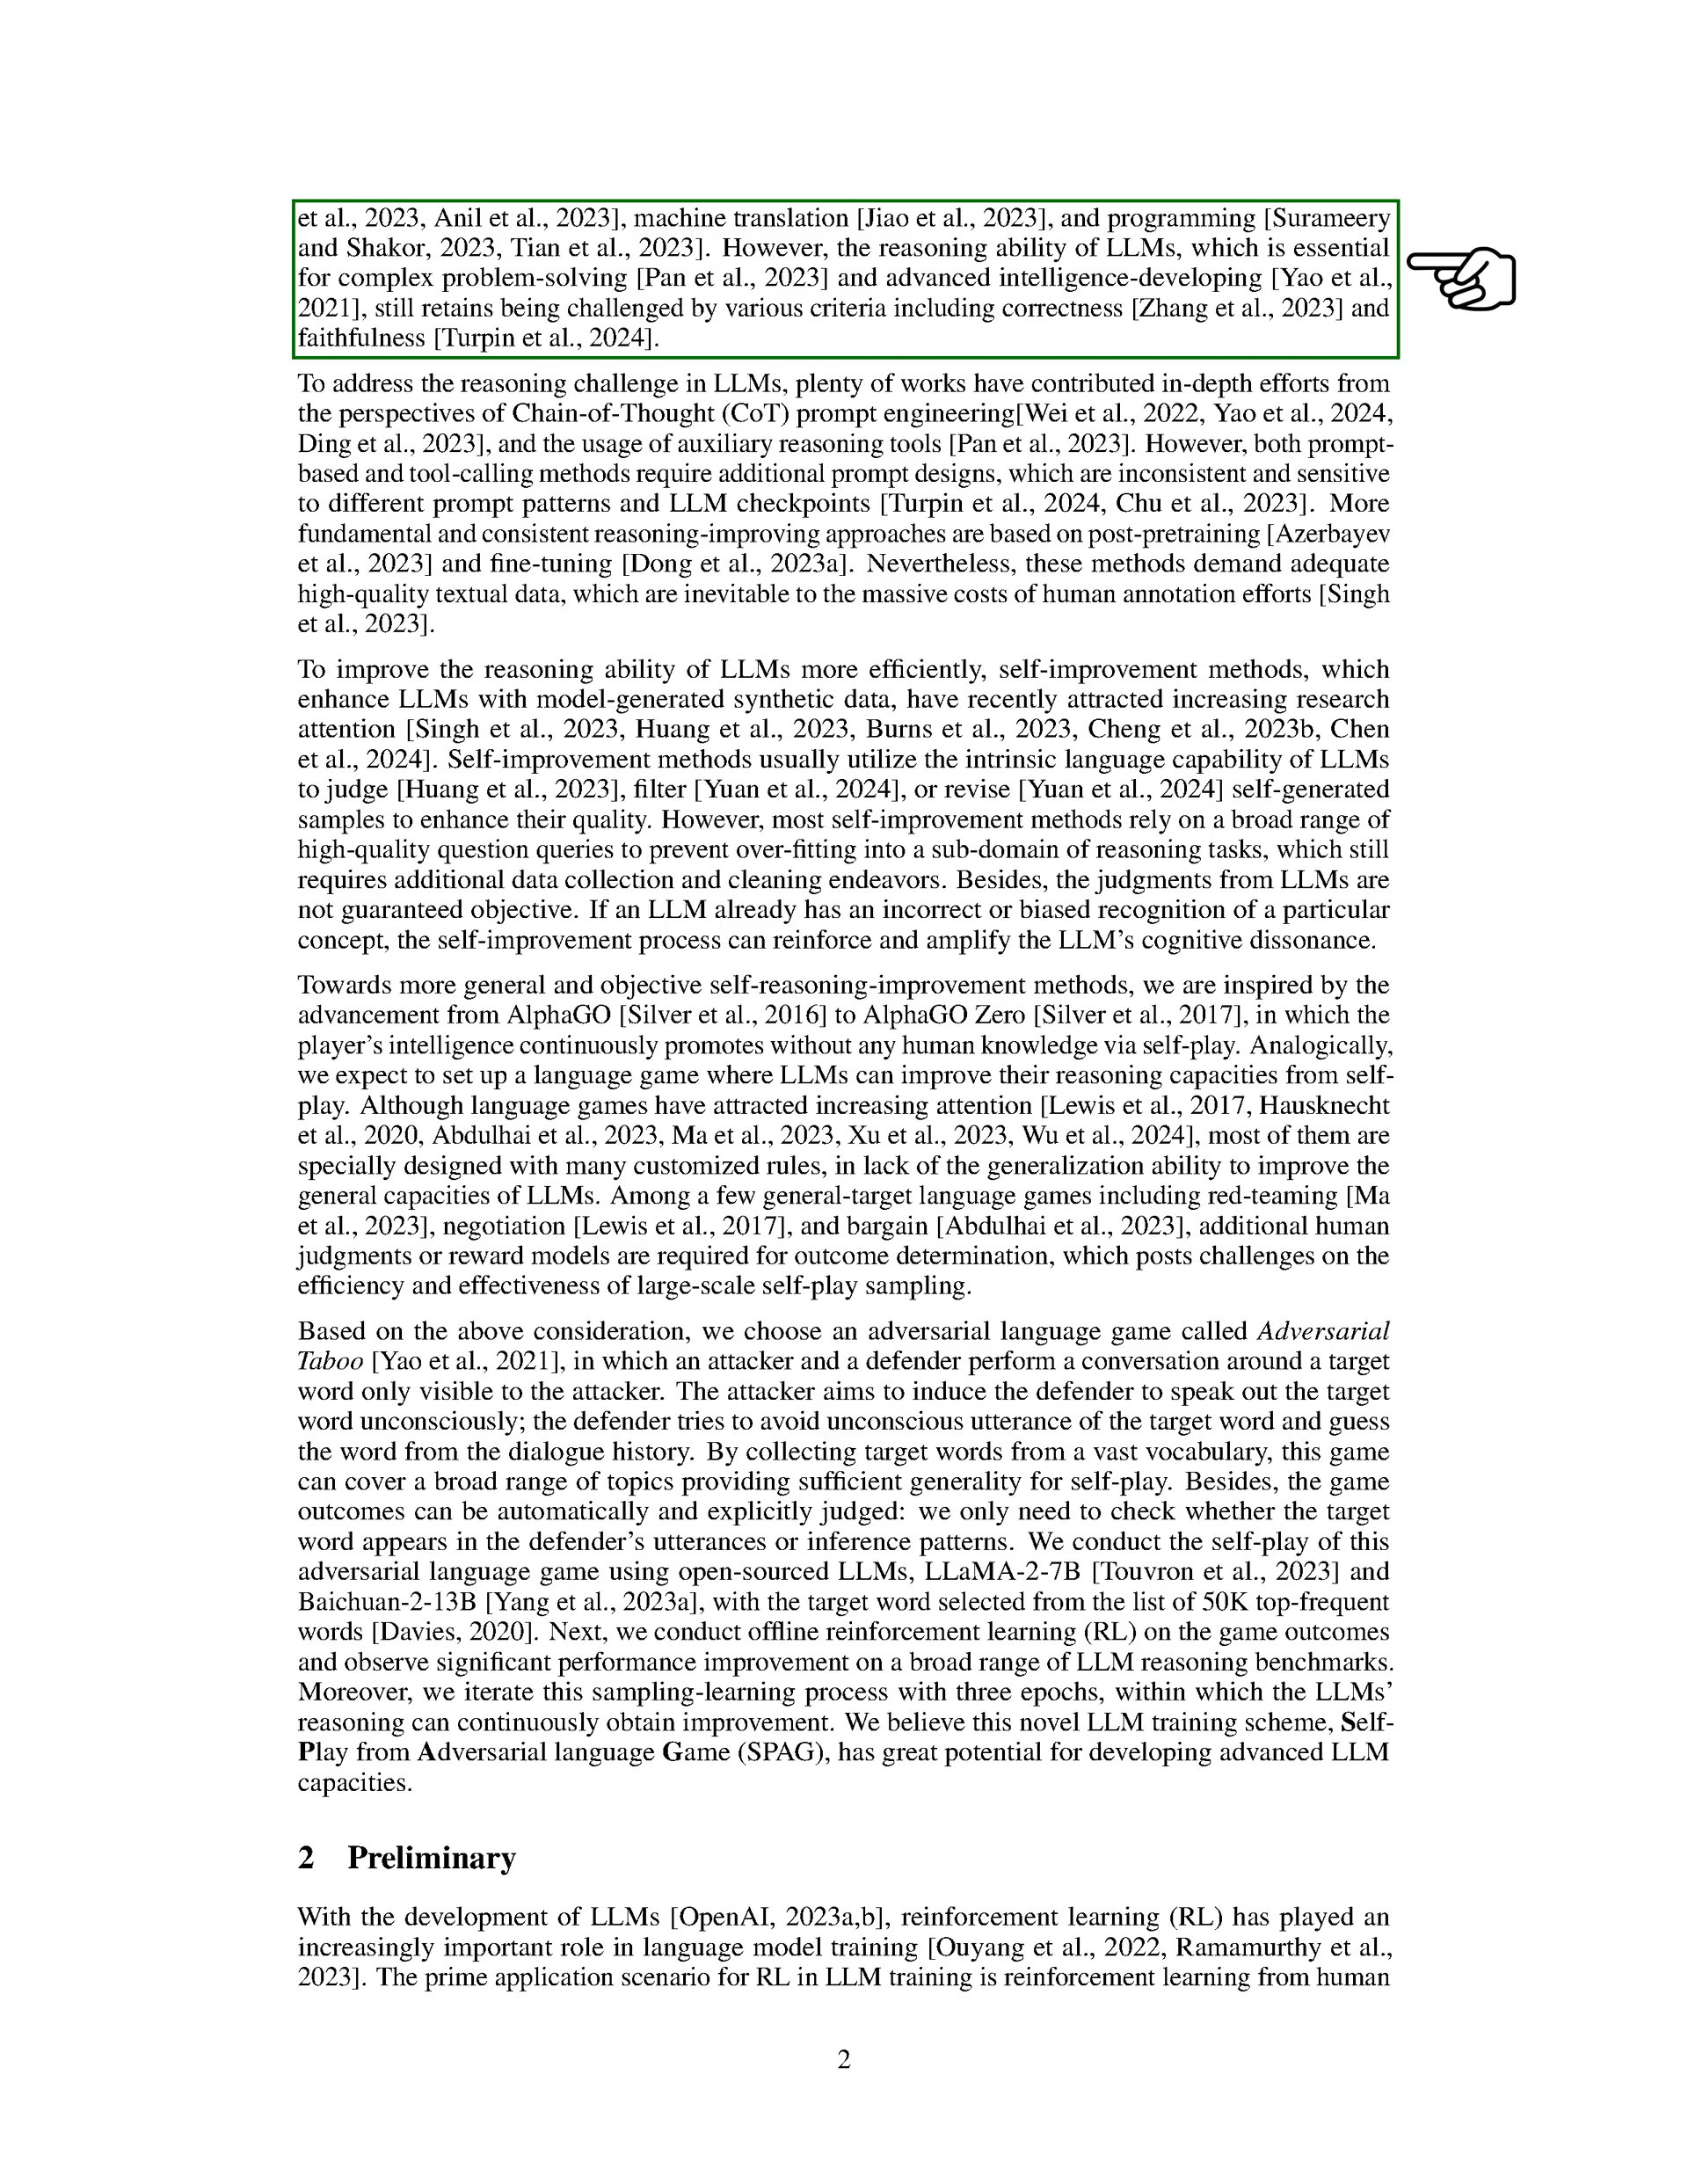 et al., 2023, Anil et al., 2023], machine translation [Jiao et al., 2023], and programming [Surameery
and Shakor, 2023, Tian et al., 2023]. However, the reasoning ability of LLMs, which is essential
for complex problem-solving [Pan et al., 2023] and advanced intelligence-developing [Yao et al.,
2021], still retains being challenged by various criteria including correctness [Zhang et al., 2023] and
faithfulness [Turpin et al., 2024].
To address the reasoning challenge in LLMs, plenty of works have contributed in-depth efforts from
the perspectives of Chain-of-Thought (CoT) prompt engineering[Wei et al., 2022, Yao et al., 2024,
Ding et al., 2023], and the usage of auxiliary reasoning tools [Pan et al., 2023]. However, both prompt-
based and tool-calling methods require additional prompt designs, which are inconsistent and sensitive
to different prompt patterns and LLM checkpoints [Turpin et al., 2024, Chu et al., 2023]. More
fundamental and consistent reasoning-improving approaches are based on post-pretraining [Azerbayev
et al., 2023] and fine-tuning [Dong et al., 2023a]. Nevertheless, these methods demand adequate
high-quality textual data, which are inevitable to the massive costs of human annotation efforts [Singh
et al., 2023].
To improve the reasoning ability of LLMs more efficiently, self-improvement methods, which
enhance LLMs with model-generated synthetic data, have recently attracted increasing research
attention [Singh et al., 2023, Huang et al., 2023, Burns et al., 2023, Cheng et al., 2023b, Chen
et al., 2024]. Self-improvement methods usually utilize the intrinsic language capability of LLMs
to judge [Huang et al., 2023], filter [Yuan et al., 2024], or revise [Yuan et al., 2024] self-generated
samples to enhance their quality. However, most self-improvement methods rely on a broad range of
high-quality question queries to prevent over-fitting into a sub-domain of reasoning tasks, which still
requires additional data collection and cleaning endeavors. Besides, the judgments from LLMs are
not guaranteed objective. If an LLM already has an incorrect or biased recognition of a particular
concept, the self-improvement process can reinforce and amplify the LLM's cognitive dissonance.
Towards more general and objective self-reasoning-improvement methods, we are inspired by the
advancement from AlphaGO [Silver et al., 2016] to AlphaGO Zero [Silver et al., 2017], in which the
player's intelligence continuously promotes without any human knowledge via self-play. Analogically,
we expect to set up a language game where LLMs can improve their reasoning capacities from self-
play. Although language games have attracted increasing attention [Lewis et al., 2017, Hausknecht
et al., 2020, Abdulhai et al., 2023, Ma et al., 2023, Xu et al., 2023, Wu et al., 2024], most of them are
specially designed with many customized rules, in lack of the generalization ability to improve the
general capacities of LLMs. Among a few general-target language games including red-teaming [Ma
et al., 2023], negotiation [Lewis et al., 2017], and bargain [Abdulhai et al., 2023], additional human
judgments or reward models are required for outcome determination, which posts challenges on the
efficiency and effectiveness of large-scale self-play sampling.
Based on the above consideration, we choose an adversarial language game called Adversarial
Taboo [Yao et al., 2021], in which an attacker and a defender perform a conversation around a target
word only visible to the attacker. The attacker aims to induce the defender to speak out the target
word unconsciously; the defender tries to avoid unconscious utterance of the target word and guess
the word from the dialogue history. By collecting target words from a vast vocabulary, this game
can cover a broad range of topics providing sufficient generality for self-play. Besides, the game
outcomes can be automatically and explicitly judged: we only need to check whether the target
word appears in the defender's utterances or inference patterns. We conduct the self-play of this
adversarial language game using open-sourced LLMs, LLaMA-2-7B [Touvron et al., 2023] and
Baichuan-2-13B [Yang et al., 2023a], with the target word selected from the list of 50K top-frequent
words [Davies, 2020]. Next, we conduct offline reinforcement learning (RL) on the game outcomes
and observe significant performance improvement on a broad range of LLM reasoning benchmarks.
Moreover, we iterate this sampling-learning process with three epochs, within which the LLMs'
reasoning can continuously obtain improvement. We believe this novel LLM training scheme, Self-
Play from Adversarial language Game (SPAG), has great potential for developing advanced LLM
capacities.
2 Preliminary
With the development of LLMs [OpenAI, 2023a,b], reinforcement learning (RL) has played an
increasingly important role in language model training [Ouyang et al., 2022, Ramamurthy et al.,
2023]. The prime application scenario for RL in LLM training is reinforcement learning from human
2